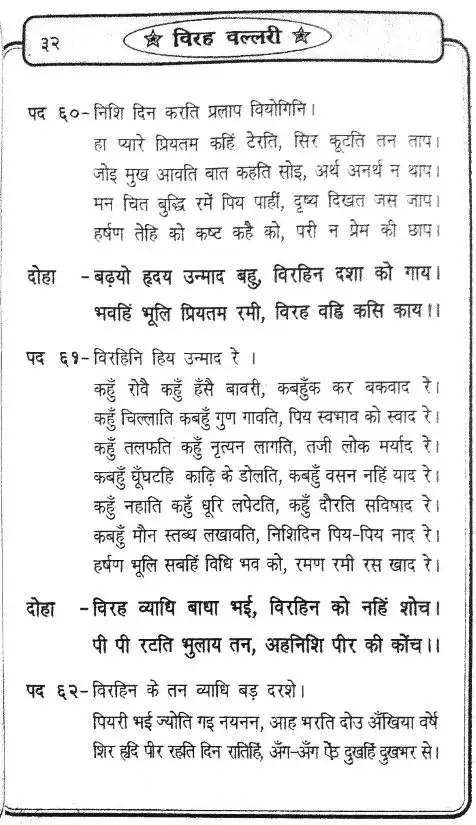 ३२
★ विरह वल्लरी ★
पद ६०-निशि दिन करति प्रलाप वियोगिनि।
हा प्यारे प्रियतम कहिं टेरति, सिर कूटति तन ताप।
जोइ मुख आवति बात कहति सोइ, अर्थ अनर्थ न थाप।
मन चित बुद्धि रमें पिय पाहीं, दृष्य दिखत जस जाप।
हर्षण तेहि को कष्ट कहै को, परी न प्रेम की छाप।
दोहा -बढ़यो हृदय उन्माद बहु, विरहिन दशा को गाय।
भवहिं भूलि प्रियतम रमी, विरह वह्नि कसि काय।।
पद ६१-विरहिनि हिय उन्माद रे ।
कहुँ रोवै कहुँ हँसै बावरी, कबहुँक कर बकवाद रे।
कहुँ चिल्लाति कबहुँ गुण गावति, पिय स्वभाव को स्वाद रे।
कहुँ तलफति कहुँ नृत्यन लागति, तजी लोक मर्याद रे।
कबहुँ घूँघटहि काढ़ि के डोलति, कबहुँ वसन नहिं याद रे।
कहुँ नहाति कहुँ धूरि लपेटति, कहुँ दौरति सविषाद रे।
कबहुँ मौन स्तब्ध लखावति, निशिदिन पिय-पिय नाद रे।
हर्षण भूलि सबहिं विधि भव को, रमण रमी रस खाद रे।
दोहा -विरह व्याधि बाधा भई, विरहिन को नहिं शोच।
पी पी रटति भुलाय तन, अहनिशि पीर की कोंच।।
पद ६२-विरहिन के तन व्याधि बड़ दरशे।
पियरी भई ज्योति गइ नयनन, आह भरति दोउ अँखिया वर्षे
शिर हृदि पीर रहति दिन रातिहिं, अँग-अँग ऐंठ दुखहिं दुखभर से।